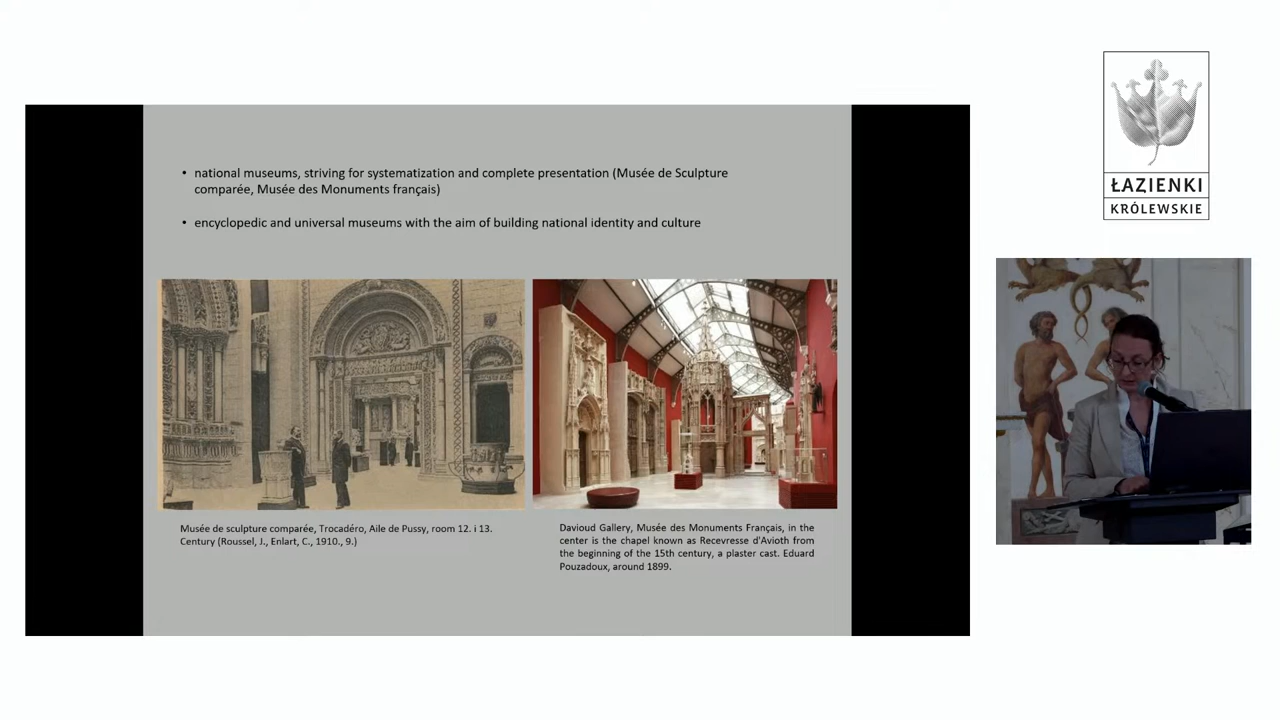 • national museums, striving for systematization and complete presentation (Musée de Sculpture
comparée, Musée des Monuments français)
• encyclopedic and universal museums with the aim of building national identity and culture
Musée de sculpture comparée, Trocadéro, Aile de Pussy, room 12. i 13.
Century (Roussel, J., Enlart, C., 1910., 9.)
Davioud Gallery, Musée des Monuments Français, in the
center is the chapel known as Recevresse d'Avioth from
the beginning of the 15th century, a plaster cast. Eduard
Pouzadoux, around 1899.
ŁAZIENKI
KRÓLEWSKIE